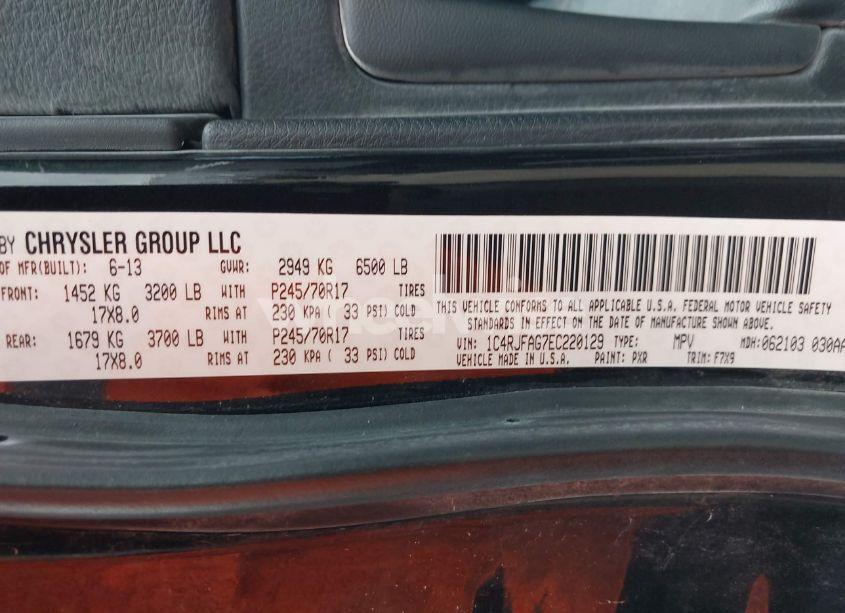 BY CHRYSLER GROUP LLC
OF MFR(BUILT): 6-13 GVWR: 2949 KG 6500 LB
FRONT: 1452 KG 3200 LB WITH P245/70R17 TIRES
17X8.0 RIMS AT 230 KPA ( 33 PSI) COLD
REAR: 1679 KG 3700 LB WITH P245/70R17 TIRES
17X8.0 RIMS AT 230 KPA ( 33 PSI) COLD
THIS VEHICLE CONFORMS TO ALL APPLICABLE U.S.A. FEDERAL MOTOR VEHICLE SAFETY
STANDARDS IN EFFECT ON THE DATE OF MANUFACTURE SHOWN ABOVE.
VIN: 1C4RJFAG7EC220129 TYPE: MPV MDH: 062103 030AA
VEHICLE MADE IN U.S.A. PAINT: PXR TRIM: F7X9